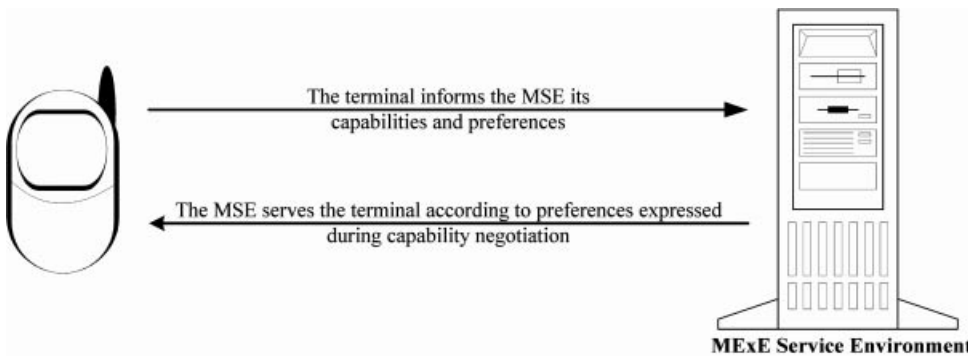 The terminal informs the MSE its
capabilities and preferences
The MSE serves the terminal according to preferences expressed
during capability negotiation
MExE Service Environment